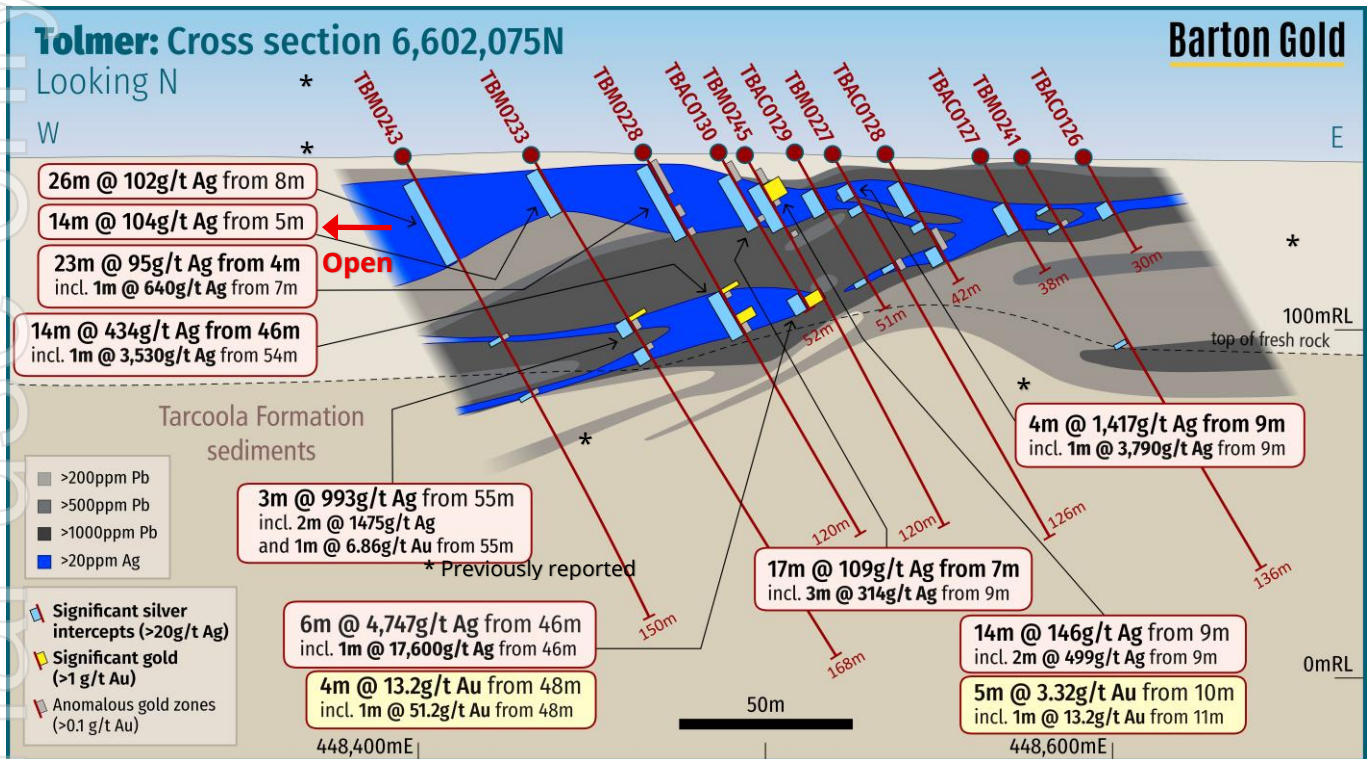 Tolmer: Cross section 6,602,075N
Looking N
Barton Gold
W
E
*
*
*
*
*
TBM0243
TBM0233
TBM0228
TBAC0130
TBM0245
TBAC0129
TBM0227
TBAC0128
TBAC0127
TBM0241
TBAC0126
26m @ 102g/t Ag from 8m
14m @ 104g/t Ag from 5m
Open
23m @ 95g/t Ag from 4m
incl. 1m @ 640g/t Ag from 7m
14m @ 434g/t Ag from 46m
incl. 1m @ 3,530g/t Ag from 54m
30m
38m
42m
51m
52m
100mRL
top of fresh rock
Tarcoola Formation
sediments
>200ppm Pb
>500ppm Pb
>1000ppm Pb
>20ppm Ag
4m @ 1,417g/t Ag from 9m
incl. 1m @ 3,790g/t Ag from 9m
3m @ 993g/t Ag from 55m
incl. 2m @ 1475g/t Ag
and 1m @ 6.86g/t Au from 55m
* Previously reported
120m
120m
126m
136m
150m
168m
17m @ 109g/t Ag from 7m
incl. 3m @ 314g/t Ag from 9m
Significant silver
intercepts (>20g/t Ag)
Significant gold
(>1 g/t Au)
Anomalous gold zones
(>0.1 g/t Au)
6m @ 4,747g/t Ag from 46m
incl. 1m @ 17,600g/t Ag from 46m
4m @ 13.2g/t Au from 48m
incl. 1m @ 51.2g/t Au from 48m
14m @ 146g/t Ag from 9m
incl. 2m @ 499g/t Ag from 9m
5m @ 3.32g/t Au from 10m
incl. 1m @ 13.2g/t Au from 11m
0mRL
50m
448,400mE
448,600mE